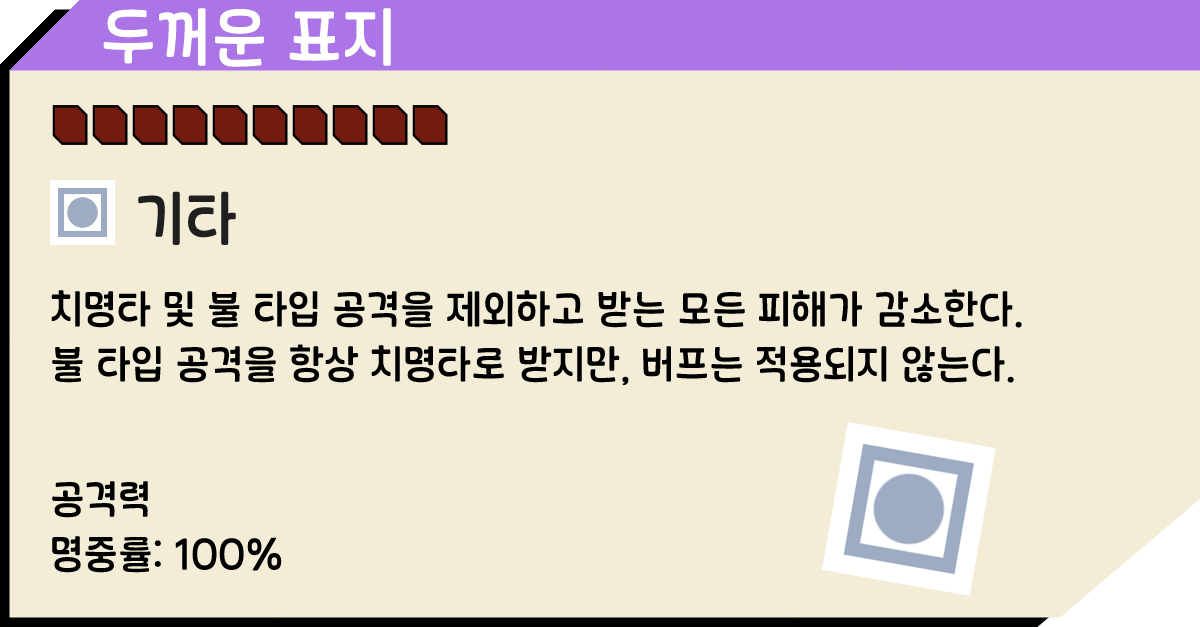 두꺼운 표지
기타
치명타 및 불 타입 공격을 제외하고 받는 모든 피해가 감소한다.
불 타입 공격을 항상 치명타로 받지만, 버프는 적용되지 않는다.
공격력
명중률: 100%